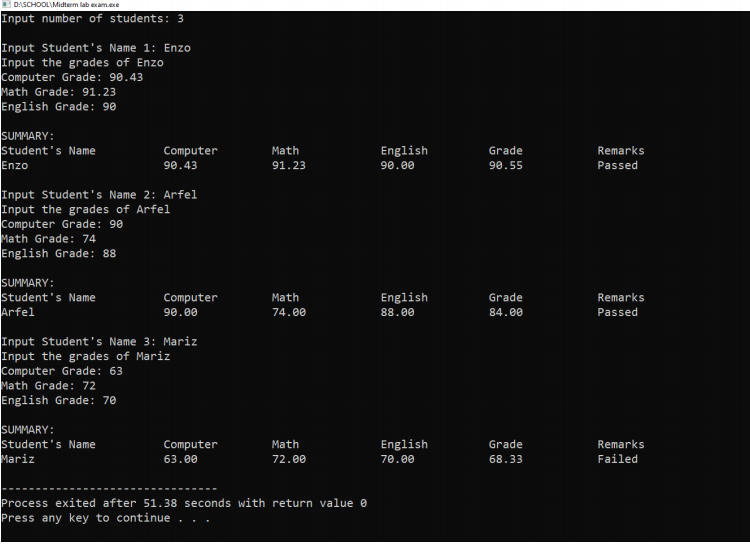 D:\SCHOOL\Midterm lab exam.exe
Input number of students: 3
Input Student's Name 1: Enzo
Input the grades of Enzo
Computer Grade: 90.43
Math Grade: 91.23
English Grade: 90
SUMMARY:
Student's Name Computer Math English Grade Remarks
Enzo 90.43 91.23 90.00 90.55 Passed
Input Student's Name 2: Arfel
Input the grades of Arfel
Computer Grade: 90
Math Grade: 74
English Grade: 88
SUMMARY:
Student's Name Computer Math English Grade Remarks
Arfel 90.00 74.00 88.00 84.00 Passed
Input Student's Name 3: Mariz
Input the grades of Mariz
Computer Grade: 63
Math Grade: 72
English Grade: 70
SUMMARY:
Student's Name Computer Math English Grade Remarks
Mariz 63.00 72.00 70.00 68.33 Failed
--------------------------------
Process exited after 51.38 seconds with return value 0
Press any key to continue . . .